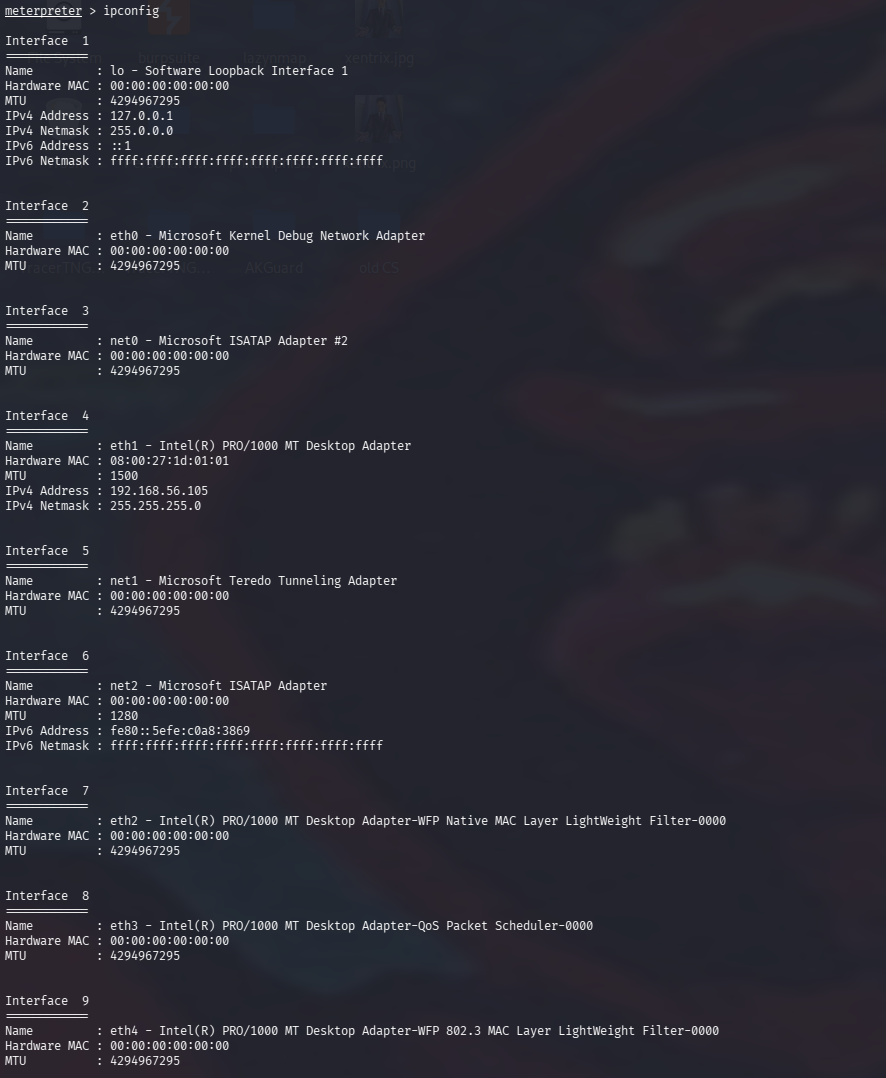 meterpreter > ipconfig
Interface  1
============
Name         : lo - Software Loopback Interface 1
Hardware MAC : 00:00:00:00:00:00
MTU          : 4294967295
IPv4 Address : 127.0.0.1
IPv4 Netmask : 255.0.0.0
IPv6 Address : ::1
IPv6 Netmask : ffff:ffff:ffff:ffff:ffff:ffff:ffff:ffff
Interface  2
============
Name         : eth0 - Microsoft Kernel Debug Network Adapter
Hardware MAC : 00:00:00:00:00:00
MTU          : 4294967295
Interface  3
============
Name         : net0 - Microsoft ISATAP Adapter #2
Hardware MAC : 00:00:00:00:00:00
MTU          : 4294967295
Interface  4
============
Name         : eth1 - Intel(R) PRO/1000 MT Desktop Adapter
Hardware MAC : 08:00:27:1d:01:01
MTU          : 1500
IPv4 Address : 192.168.56.105
IPv4 Netmask : 255.255.255.0
Interface  5
============
Name         : net1 - Microsoft Teredo Tunneling Adapter
Hardware MAC : 00:00:00:00:00:00
MTU          : 4294967295
Interface  6
============
Name         : net2 - Microsoft ISATAP Adapter
Hardware MAC : 00:00:00:00:00:00
MTU          : 1280
IPv6 Address : fe80::5efe:c0a8:3869
IPv6 Netmask : ffff:ffff:ffff:ffff:ffff:ffff:ffff:ffff
Interface  7
============
Name         : eth2 - Intel(R) PRO/1000 MT Desktop Adapter-WFP Native MAC Layer LightWeight Filter-0000
Hardware MAC : 00:00:00:00:00:00
MTU          : 4294967295
Interface  8
============
Name         : eth3 - Intel(R) PRO/1000 MT Desktop Adapter-QoS Packet Scheduler-0000
Hardware MAC : 00:00:00:00:00:00
MTU          : 4294967295
Interface  9
============
Name         : eth4 - Intel(R) PRO/1000 MT Desktop Adapter-WFP 802.3 MAC Layer LightWeight Filter-0000
Hardware MAC : 00:00:00:00:00:00
MTU          : 4294967295